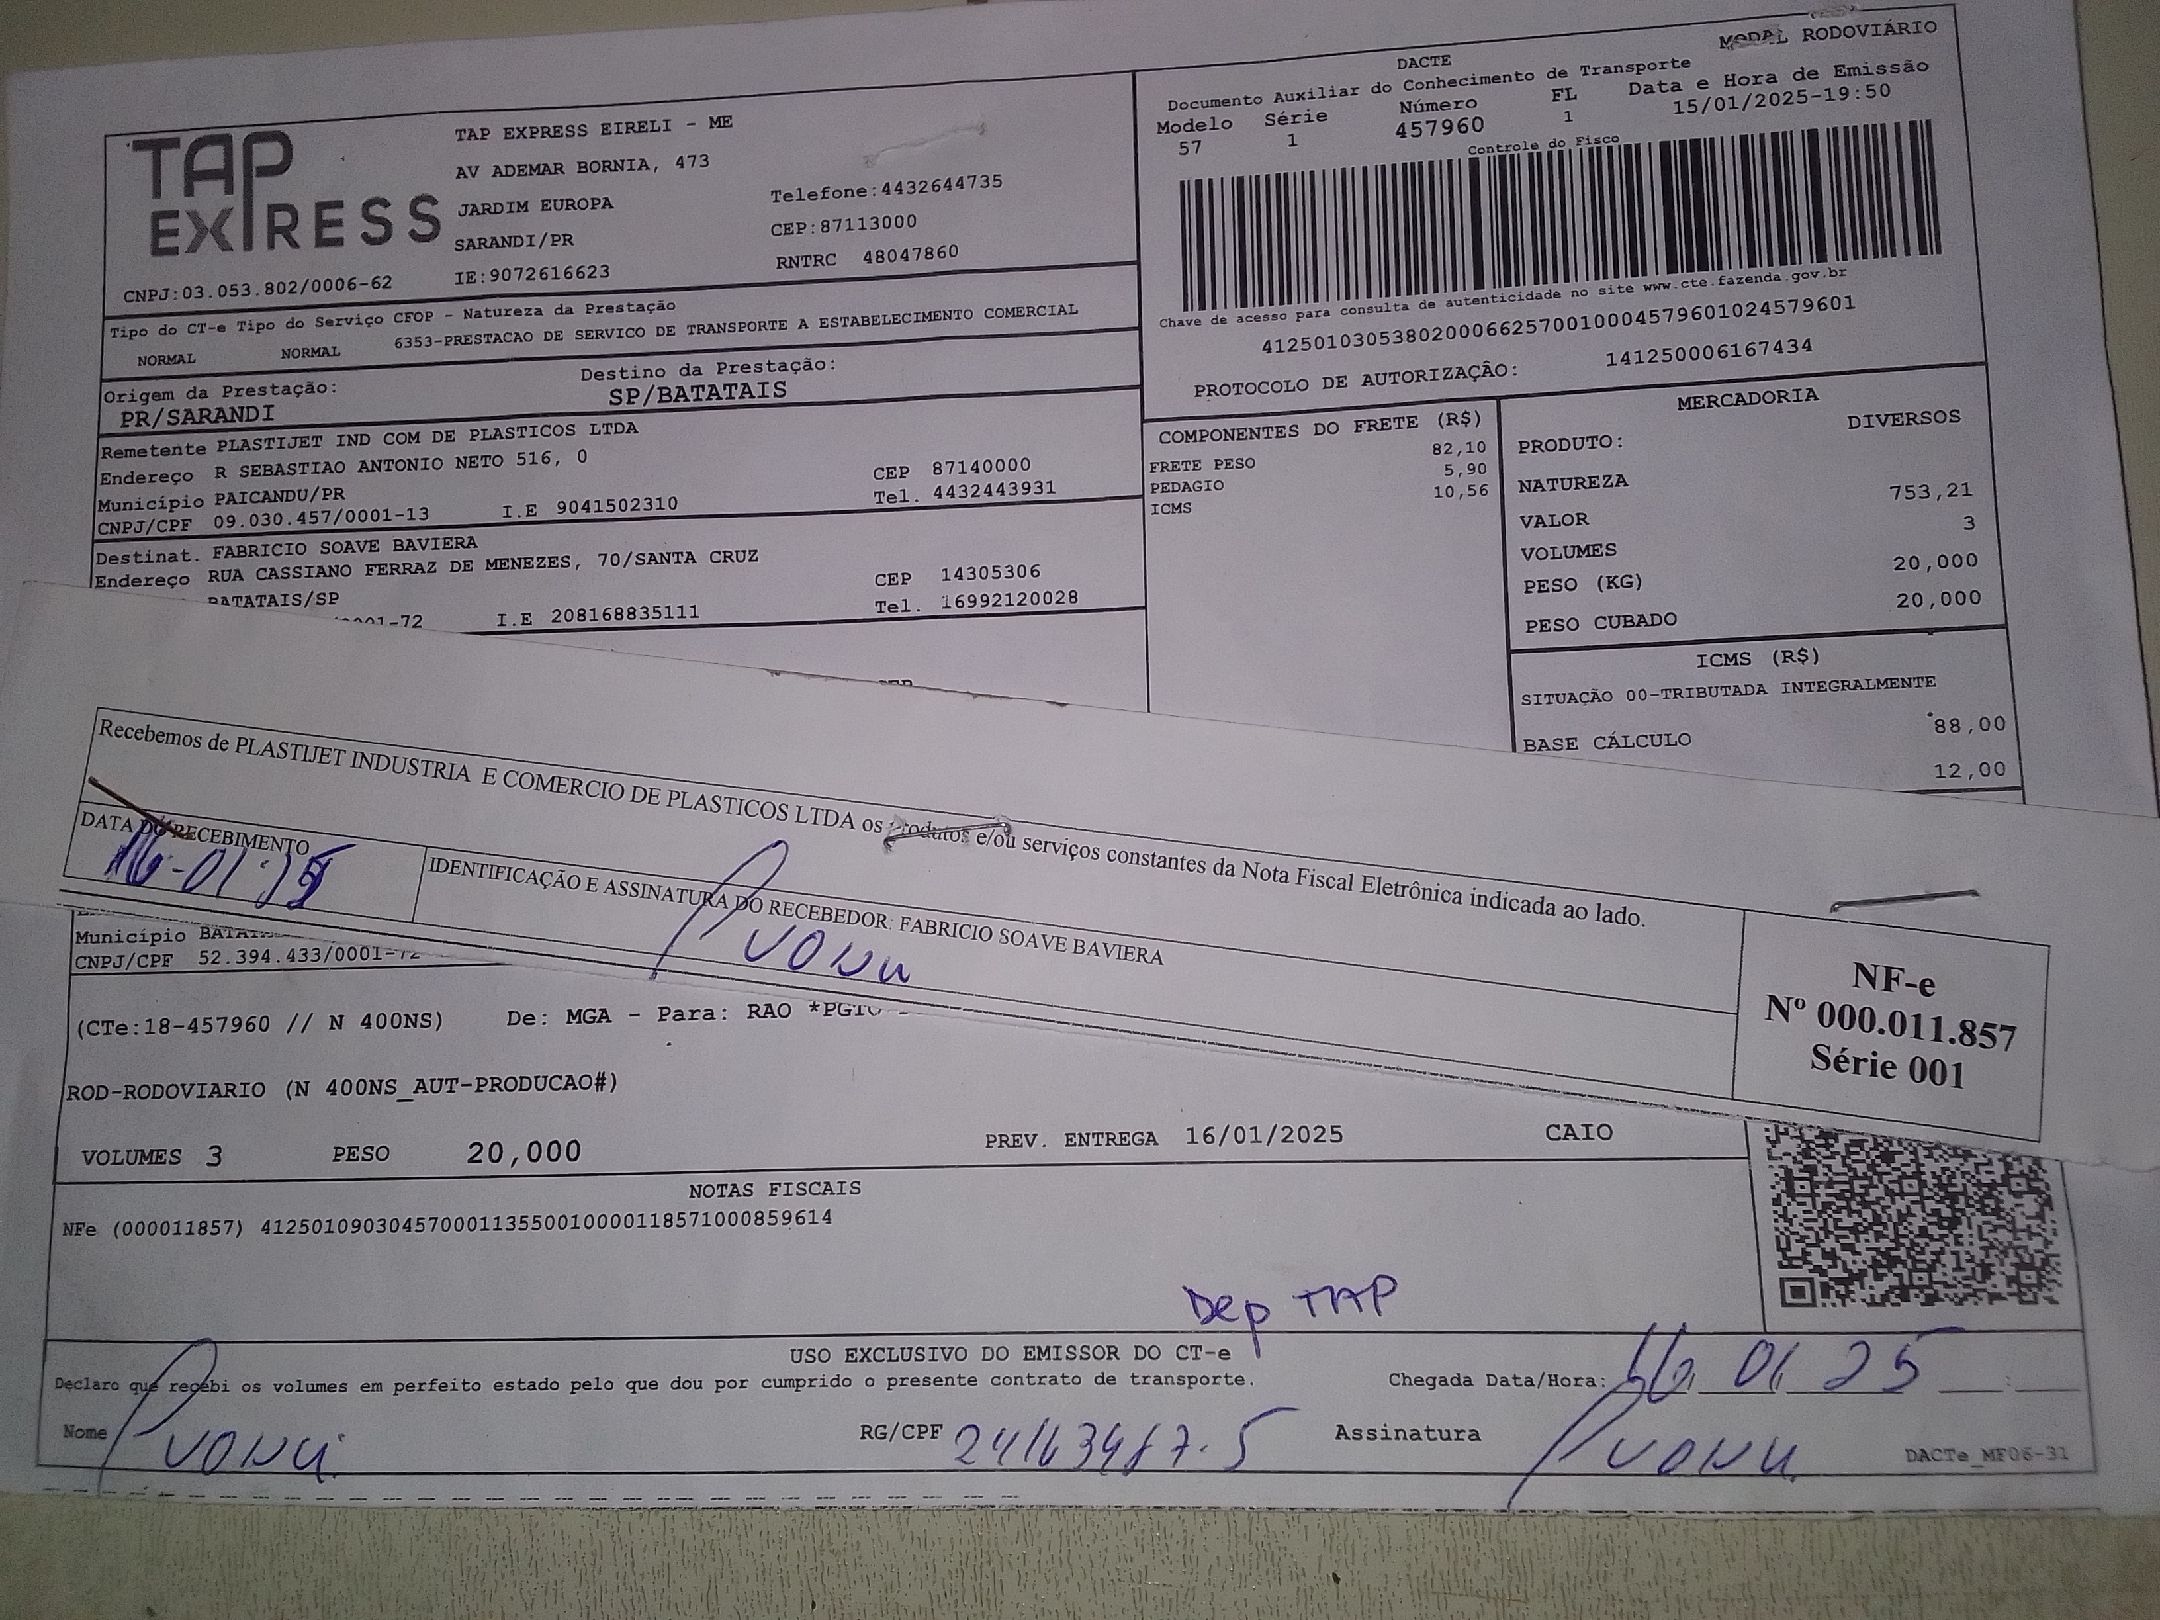 TAP EXPRESS
TAP EXPRESS EIRELI - ME
AV ADEMAR BORNIA, 473
JARDIM EUROPA
SARANDI/PR
IE:9072616623
Telefone:4432644735
CEP:87113000
RNTRC 48047860
CNPJ:03.053.802/0006-62
MODAL RODOVIÁRIO
DACTE
Documento Auxiliar do Conhecimento de Transporte
Modelo Série Número FL Data e Hora de Emissão
57 1 457960 1 15/01/2025-19:50
Controle do Fisco
Chave de acesso para consulta de autenticidade no site www.cte.fazenda.gov.br
41250103053802000662570010004579601024579601
PROTOCOLO DE AUTORIZAÇÃO: 141250006167434
Tipo do CT-e Tipo do Serviço CFOP - Natureza da Prestação
NORMAL NORMAL 6353-PRESTACAO DE SERVICO DE TRANSPORTE A ESTABELECIMENTO COMERCIAL
Origem da Prestação: Destino da Prestação:
PR/SARANDI SP/BATATAIS
Remetente PLASTIJET IND COM DE PLASTICOS LTDA
Endereço R SEBASTIAO ANTONIO NETO 516, 0
Município PAICANDU/PR CEP 87140000
CNPJ/CPF 09.030.457/0001-13 I.E 9041502310 Tel. 4432443931
Destinat. FABRICIO SOAVE BAVIERA
Endereço RUA CASSIANO FERRAZ DE MENEZES, 70/SANTA CRUZ
BATATAIS/SP CEP 14305306
-72 I.E 208168835111 Tel. 16992120028
COMPONENTES DO FRETE (R$)
FRETE PESO 82,10
PEDAGIO 5,90
ICMS 10,56
MERCADORIA
PRODUTO: DIVERSOS
NATUREZA
VALOR 753,21
VOLUMES 3
PESO (KG) 20,000
PESO CUBADO 20,000
ICMS (R$)
SITUAÇÃO 00-TRIBUTADA INTEGRALMENTE
BASE CÁLCULO 88,00
12,00
Recebemos de PLASTIJET INDUSTRIA E COMERCIO DE PLASTICOS LTDA os produtos e/ou serviços constantes da Nota Fiscal Eletrônica indicada ao lado.
DATA DO RECEBIMENTO
IDENTIFICAÇÃO E ASSINATURA DO RECEBEDOR: FABRICIO SOAVE BAVIERA
NF-e
Nº 000.011.857
Série 001
Município
CNPJ/CPF 52.394.433/0001-72
(CTe:18-457960 // N 400NS) De: MGA - Para: RAO *PGTO
ROD-RODOVIARIO (N 400NS_AUT-PRODUCAO#)
VOLUMES 3 PESO 20,000 PREV. ENTREGA 16/01/2025 CAIO
NOTAS FISCAIS
NFe (000011857) 41250109030457000113550010000118571000859614
Dep TAP
USO EXCLUSIVO DO EMISSOR DO CT-e
Declaro que recebi os volumes em perfeito estado pelo que dou por cumprido o presente contrato de transporte.
Chegada Data/Hora: 16 01 25
Nome RG/CPF Assinatura
DACTe_MF06-31